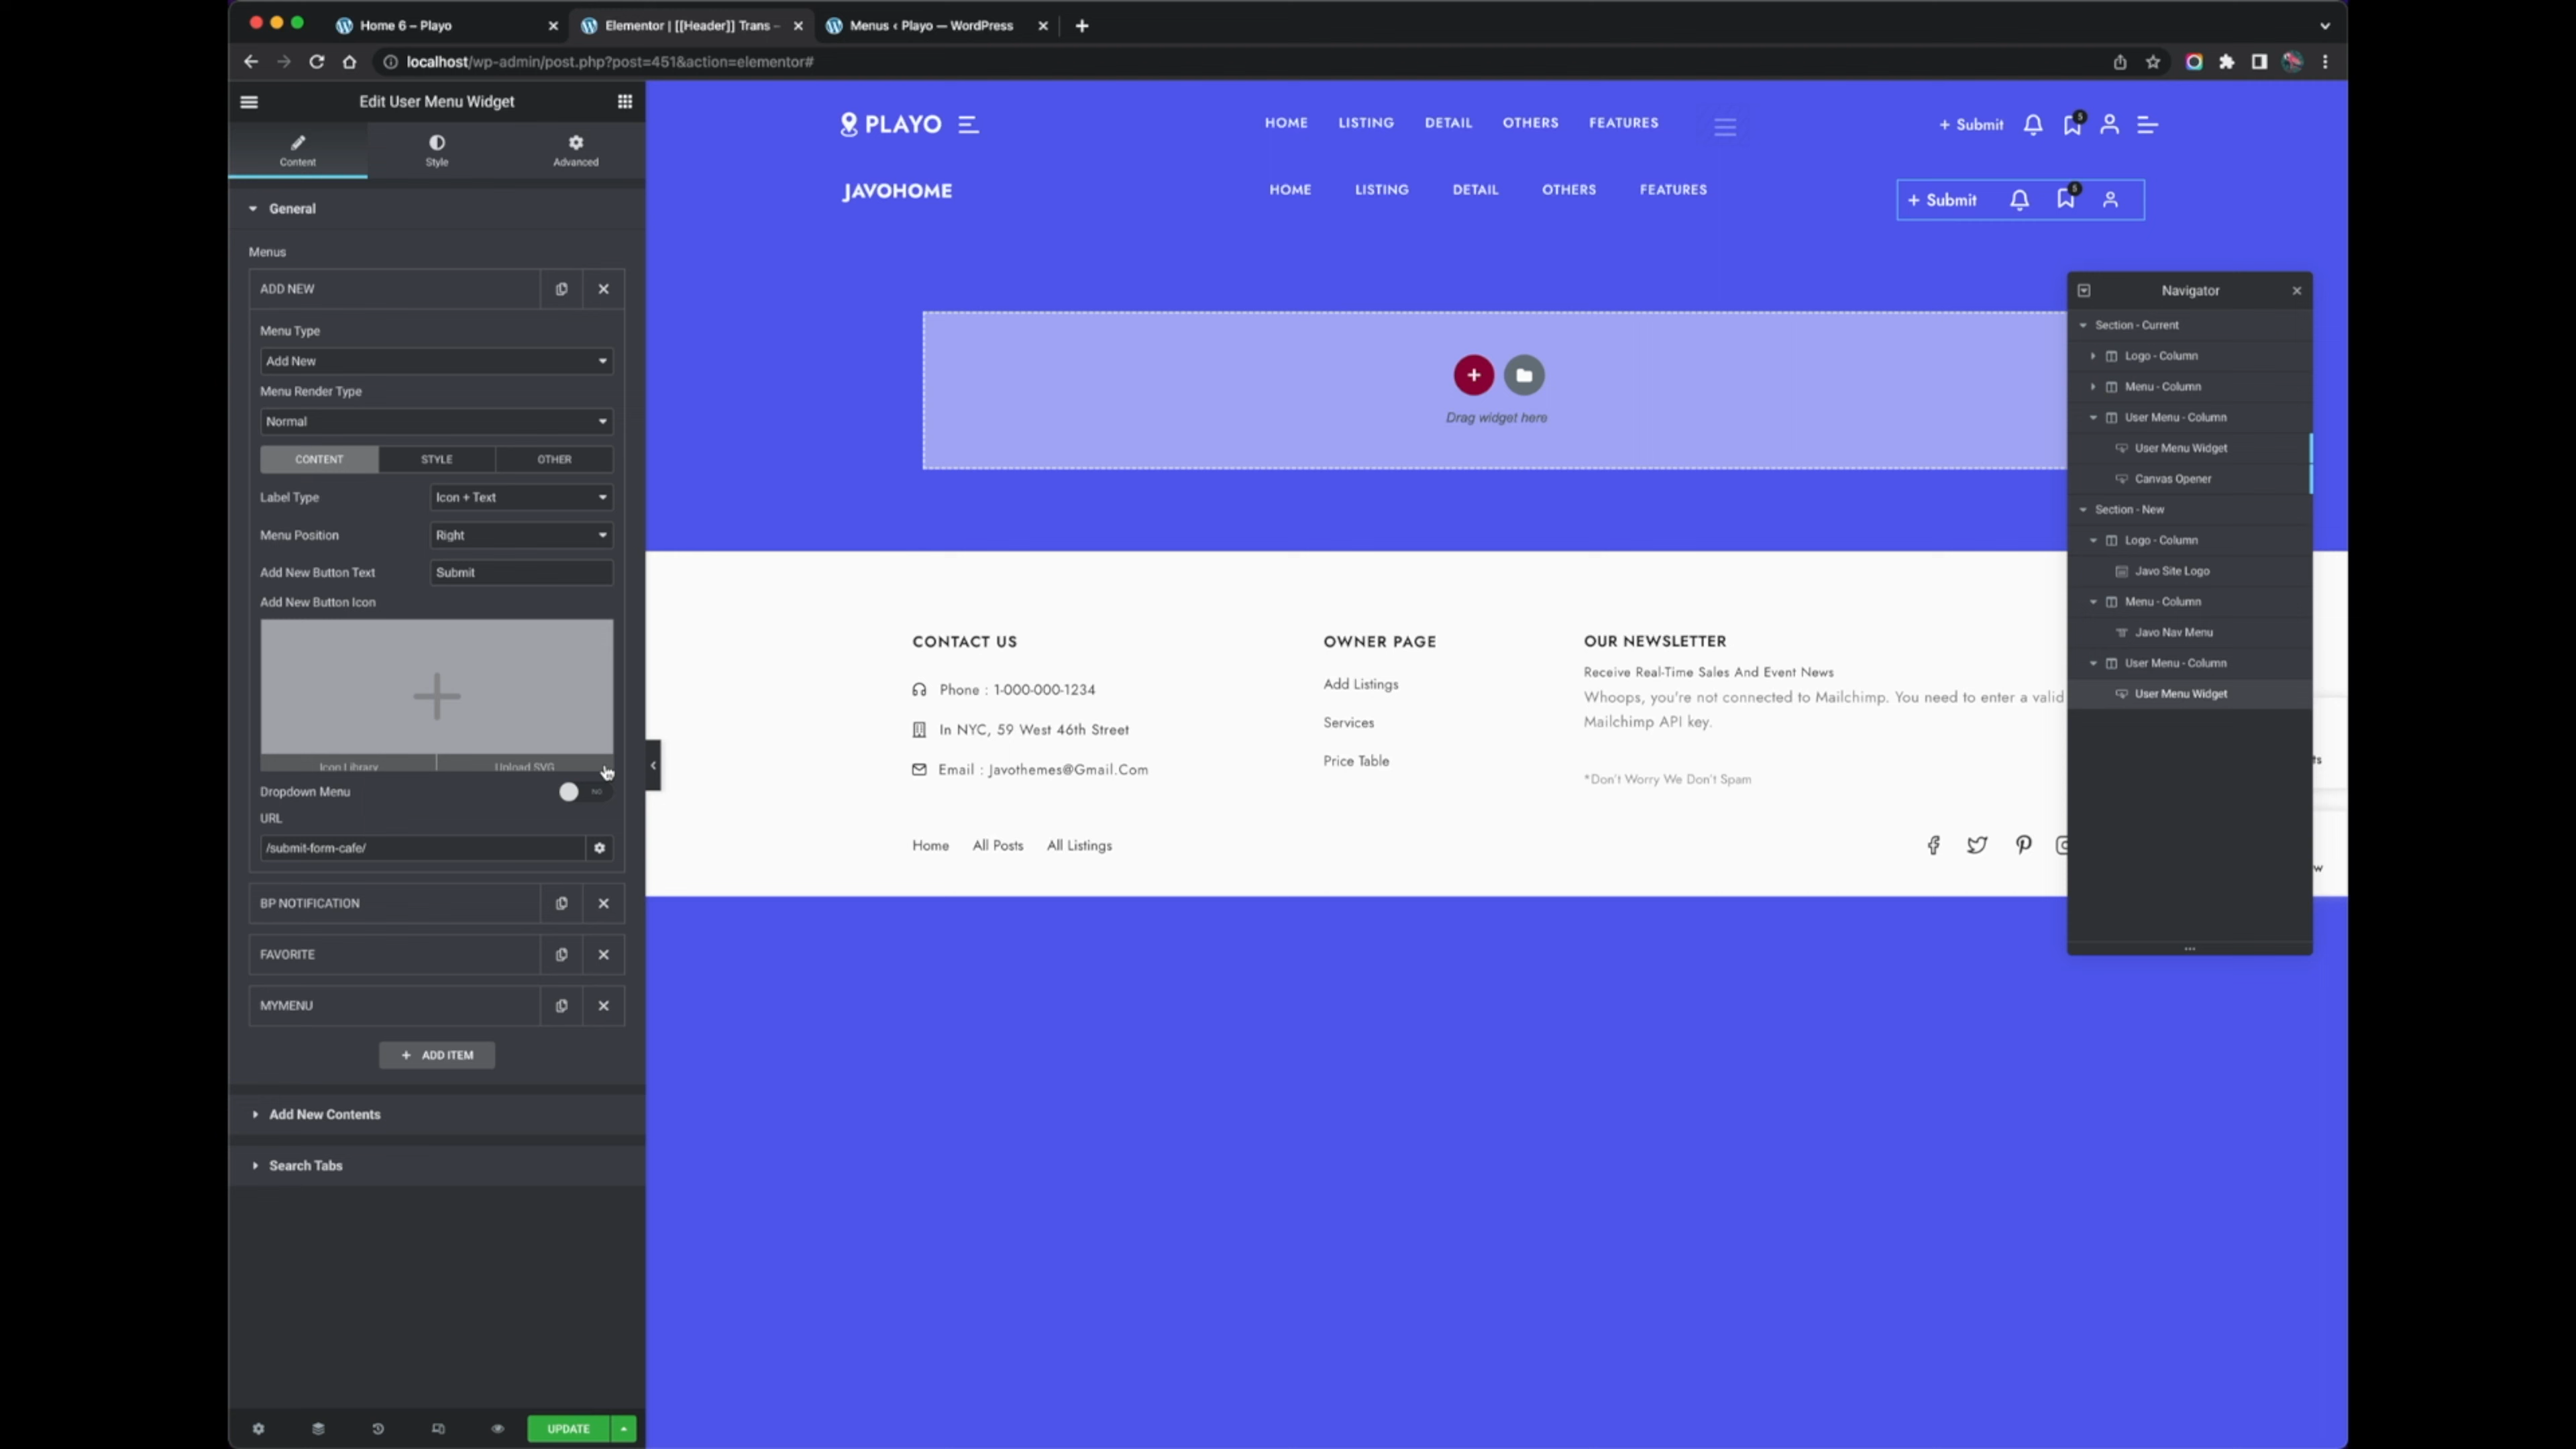 Home 6 – Playo
Elementor | [[Header]] Trans –
Menus ‹ Playo — WordPress
localhost/wp-admin/post.php?post=451&action=elementor#
Edit User Menu Widget
Content
Style
Advanced
General
Menus
ADD NEW
Menu Type
Add New
Menu Render Type
Normal
CONTENT STYLE OTHER
Label Type
Icon + Text
Menu Position
Right
Add New Button Text
Submit
Add New Button Icon
Icon Library
Upload SVG
Dropdown Menu
NO
URL
/submit-form-cafe/
BP NOTIFICATION
FAVORITE
MYMENU
+ ADD ITEM
Add New Contents
Search Tabs
UPDATE
PLAYO
HOME LISTING DETAIL OTHERS FEATURES
+ Submit
5
JAVOHOME
HOME LISTING DETAIL OTHERS FEATURES
+ Submit
5
Drag widget here
CONTACT US
Phone : 1-000-000-1234
In NYC, 59 West 46th Street
Email : Javothemes@Gmail.Com
OWNER PAGE
Add Listings
Services
Price Table
OUR NEWSLETTER
Receive Real-Time Sales And Event News
Whoops, you're not connected to Mailchimp. You need to enter a valid
Mailchimp API key.
*Don't Worry We Don't Spam
Home All Posts All Listings
Navigator
Section - Current
Logo - Column
Menu - Column
User Menu - Column
User Menu Widget
Canvas Opener
Section - New
Logo - Column
Javo Site Logo
Menu - Column
Javo Nav Menu
User Menu - Column
User Menu Widget
ts
w